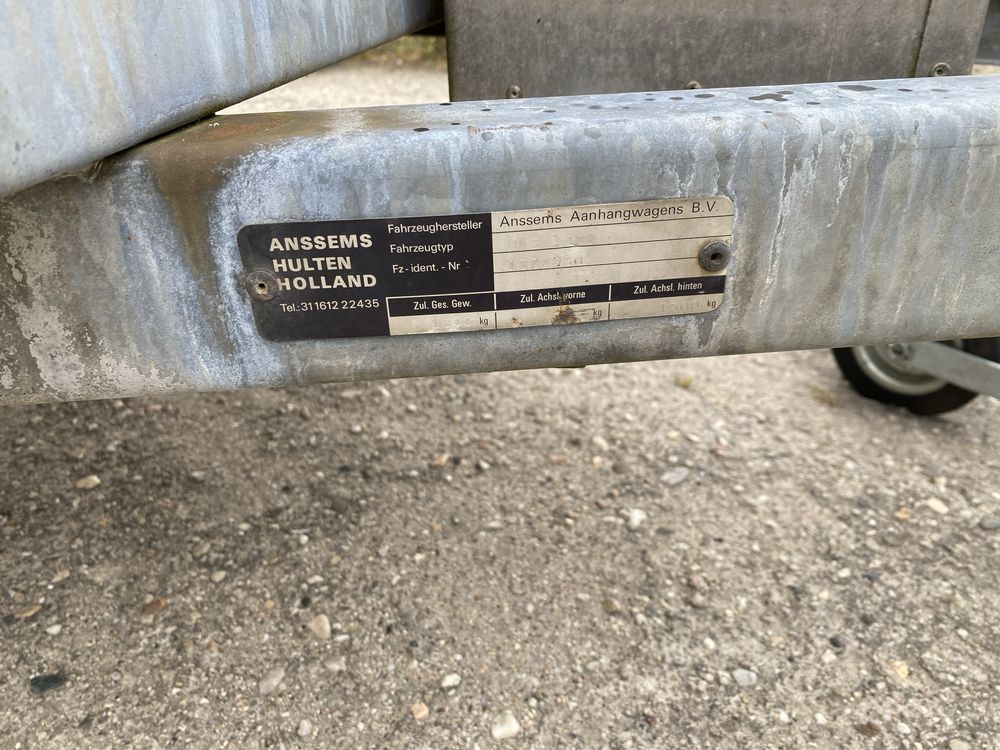 ANSSEMS
HULTEN
HOLLAND
Tel.: 311612 22435
Fahrzeughersteller
Anssems Aanhangwagens B.V.
Fahrzeugtyp
Fz-ident.-Nr
Zul. Ges. Gew.
Zul. Achsl. vorne
Zul. Achsl. hinten
kg
kg
kg